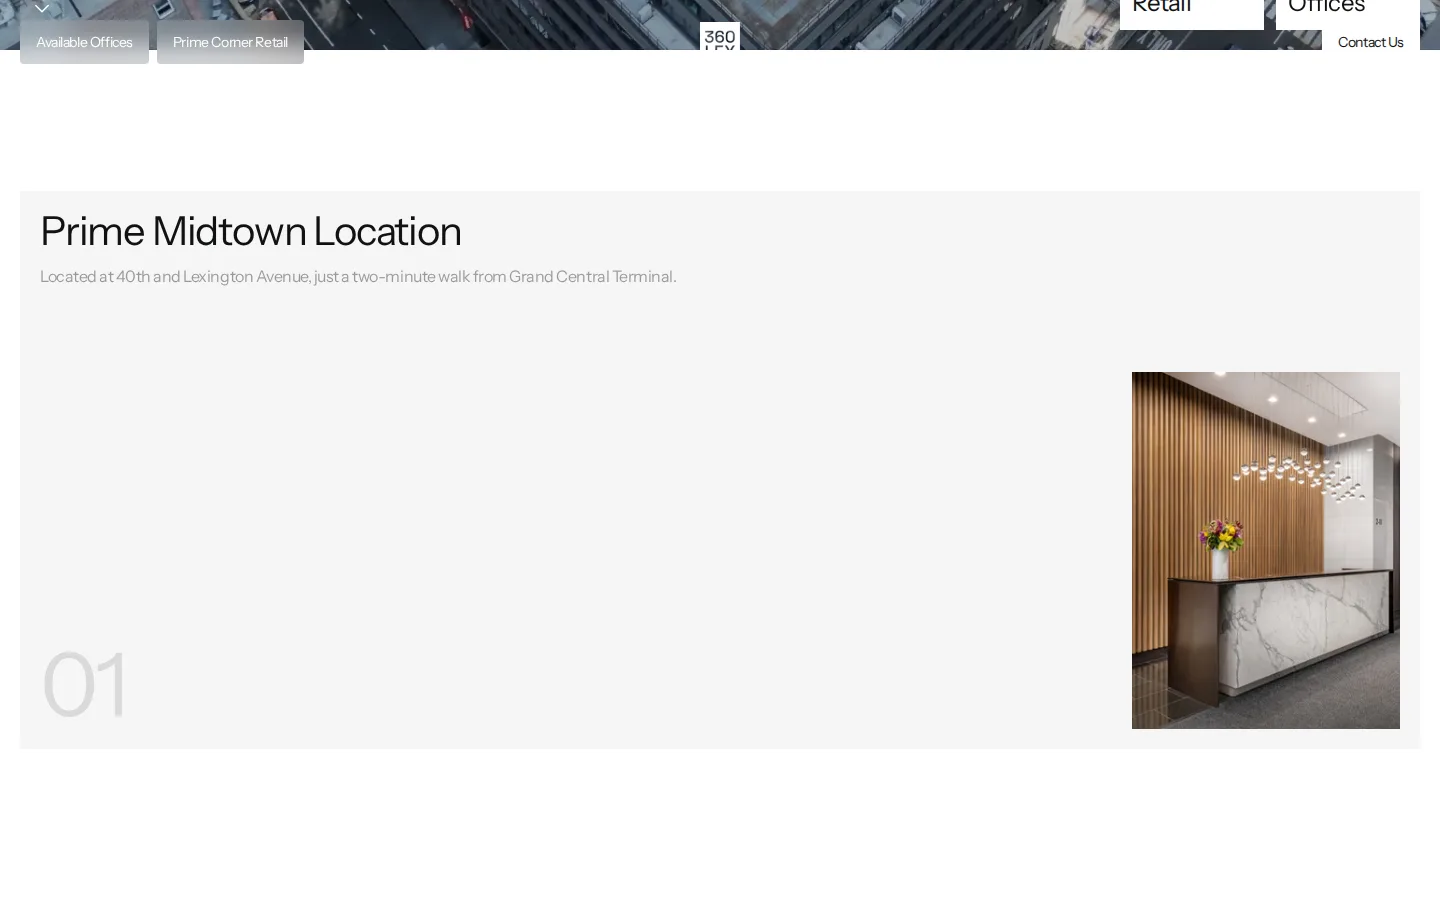 Retail
Offices
Available Offices
Prime Corner Retail
360
LEX
Contact Us
Prime Midtown Location
Located at 40th and Lexington Avenue, just a two-minute walk from Grand Central Terminal.
01